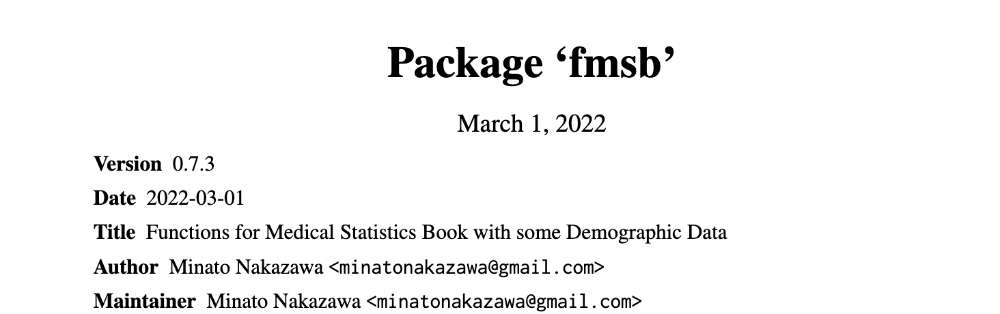 Package ‘fmsb’
March 1, 2022
Version 0.7.3
Date 2022-03-01
Title Functions for Medical Statistics Book with some Demographic Data
Author Minato Nakazawa <minatonakazawa@gmail.com>
Maintainer Minato Nakazawa <minatonakazawa@gmail.com>